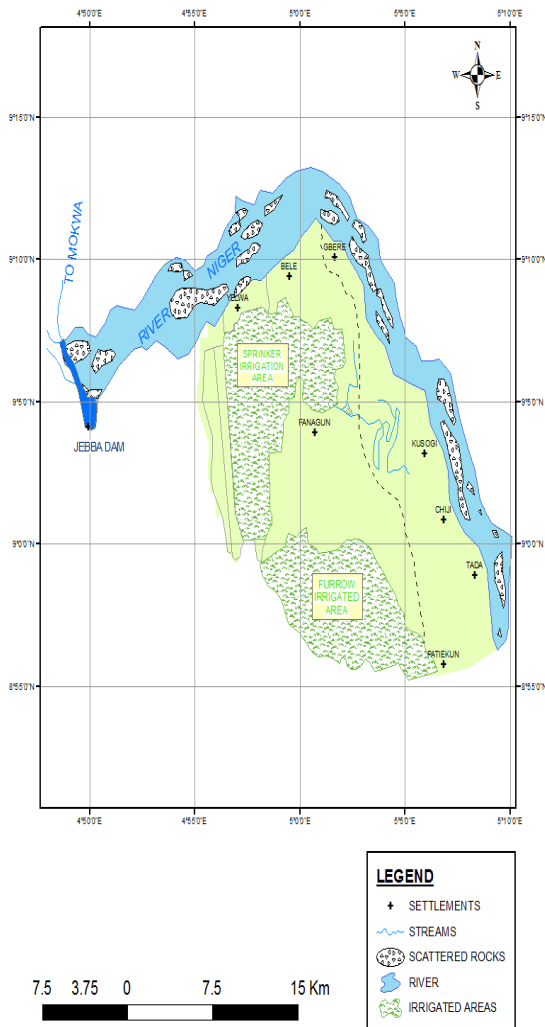 4°50'0"E 4°55'0"E 5°0'0"E 5°5'0"E 5°10'0"E
N
W E
S
9°15'0"N 9°15'0"N
TO MOKWA
9°10'0"N 9°10'0"N
GBERE
BELE
RIVER NIGER
YELWA
SPRINKER
IRRIGATION
AREA
9°5'0"N 9°5'0"N
FANAGUN
JEBBA DAM
KUSOGI
CHIJI
9°0'0"N 9°0'0"N
TADA
FURROW
IRRIGATED
AREA
PATIEKUN
8°55'0"N 8°55'0"N
4°50'0"E 4°55'0"E 5°0'0"E 5°5'0"E 5°10'0"E
LEGEND
SETTLEMENTS
STREAMS
SCATTERED ROCKS
RIVER
IRRIGATED AREAS
7.5 3.75 0 7.5 15 Km